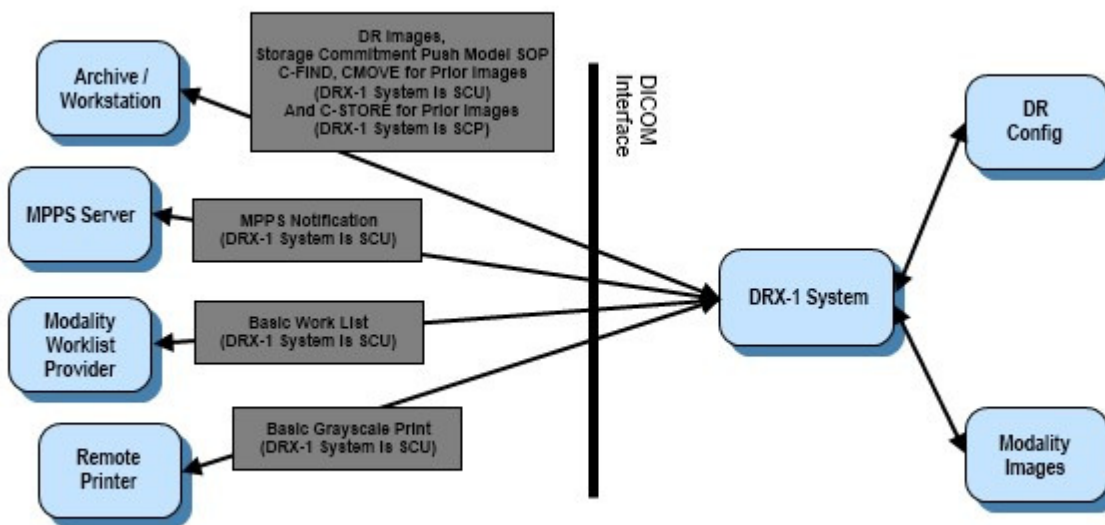 DR Images,
Storage Commitment Push Model SOP
C-FIND, CMOVE for Prior Images
(DRX-1 System is SCU)
And C-STORE for Prior Images
(DRX-1 System is SCP)
Archive /
Workstation
DICOM
Interface
DR
Config
MPPS Server
MPPS Notification
(DRX-1 System is SCU)
DRX-1 System
Modality
Worklist
Provider
Basic Work List
(DRX-1 System is SCU)
Basic Grayscale Print
(DRX-1 System is SCU)
Remote
Printer
Modality
Images